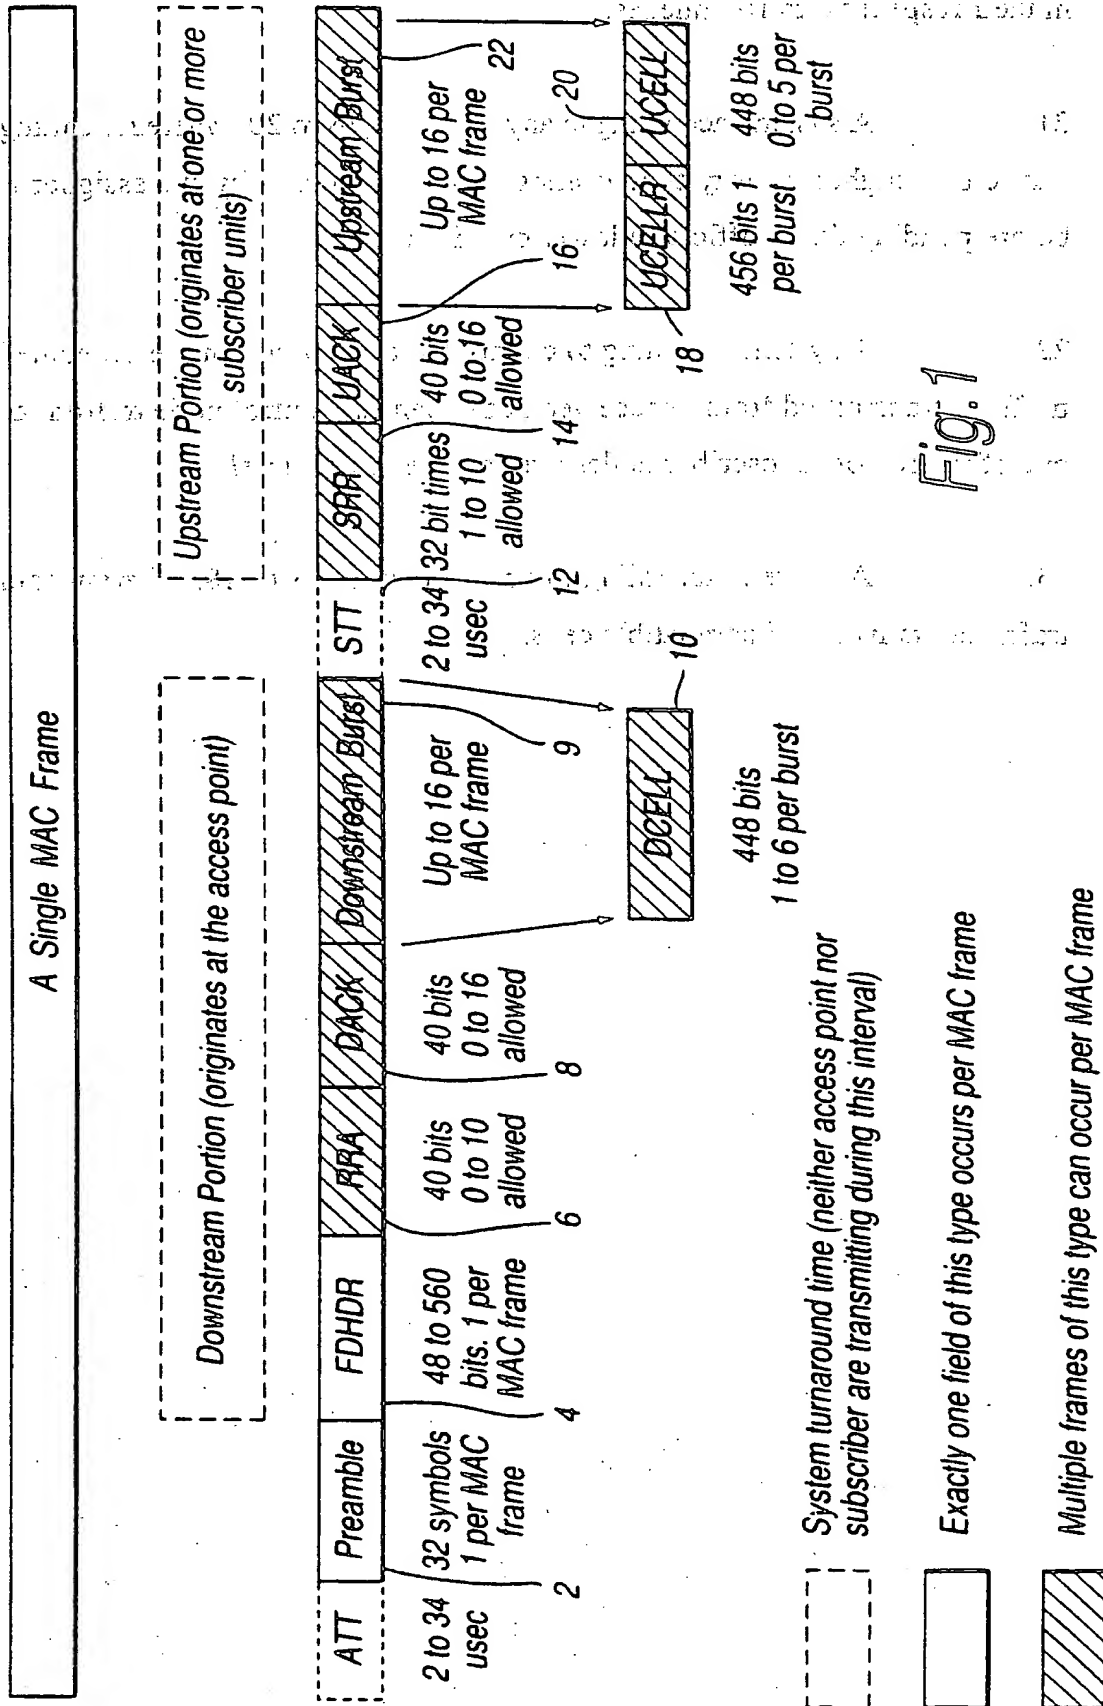 A Single MAC Frame
Downstream Portion (originates at the access point)
Upstream Portion (originates at one or more
subscriber units)
ATT
Preamble
FDHDR
RRA
DACK
Downstream Burst
STT
SRR
UACK
Upstream Burst
2 to 34
usec
32 symbols
1 per MAC
frame
48 to 560
bits. 1 per
MAC frame
40 bits
0 to 10
allowed
40 bits
0 to 16
allowed
Up to 16 per
MAC frame
2 to 34
usec
32 bit times
1 to 10
allowed
40 bits
0 to 16
allowed
Up to 16 per
MAC frame
2
4
6
8
9
12
14
16
22
DCELL
10
448 bits
1 to 6 per burst
UCELLR
UCELL
18
20
456 bits 1
per burst
448 bits
0 to 5 per
burst
System turnaround time (neither access point nor
subscriber are transmitting during this interval)
Exactly one field of this type occurs per MAC frame
Multiple frames of this type can occur per MAC frame
Fig.1